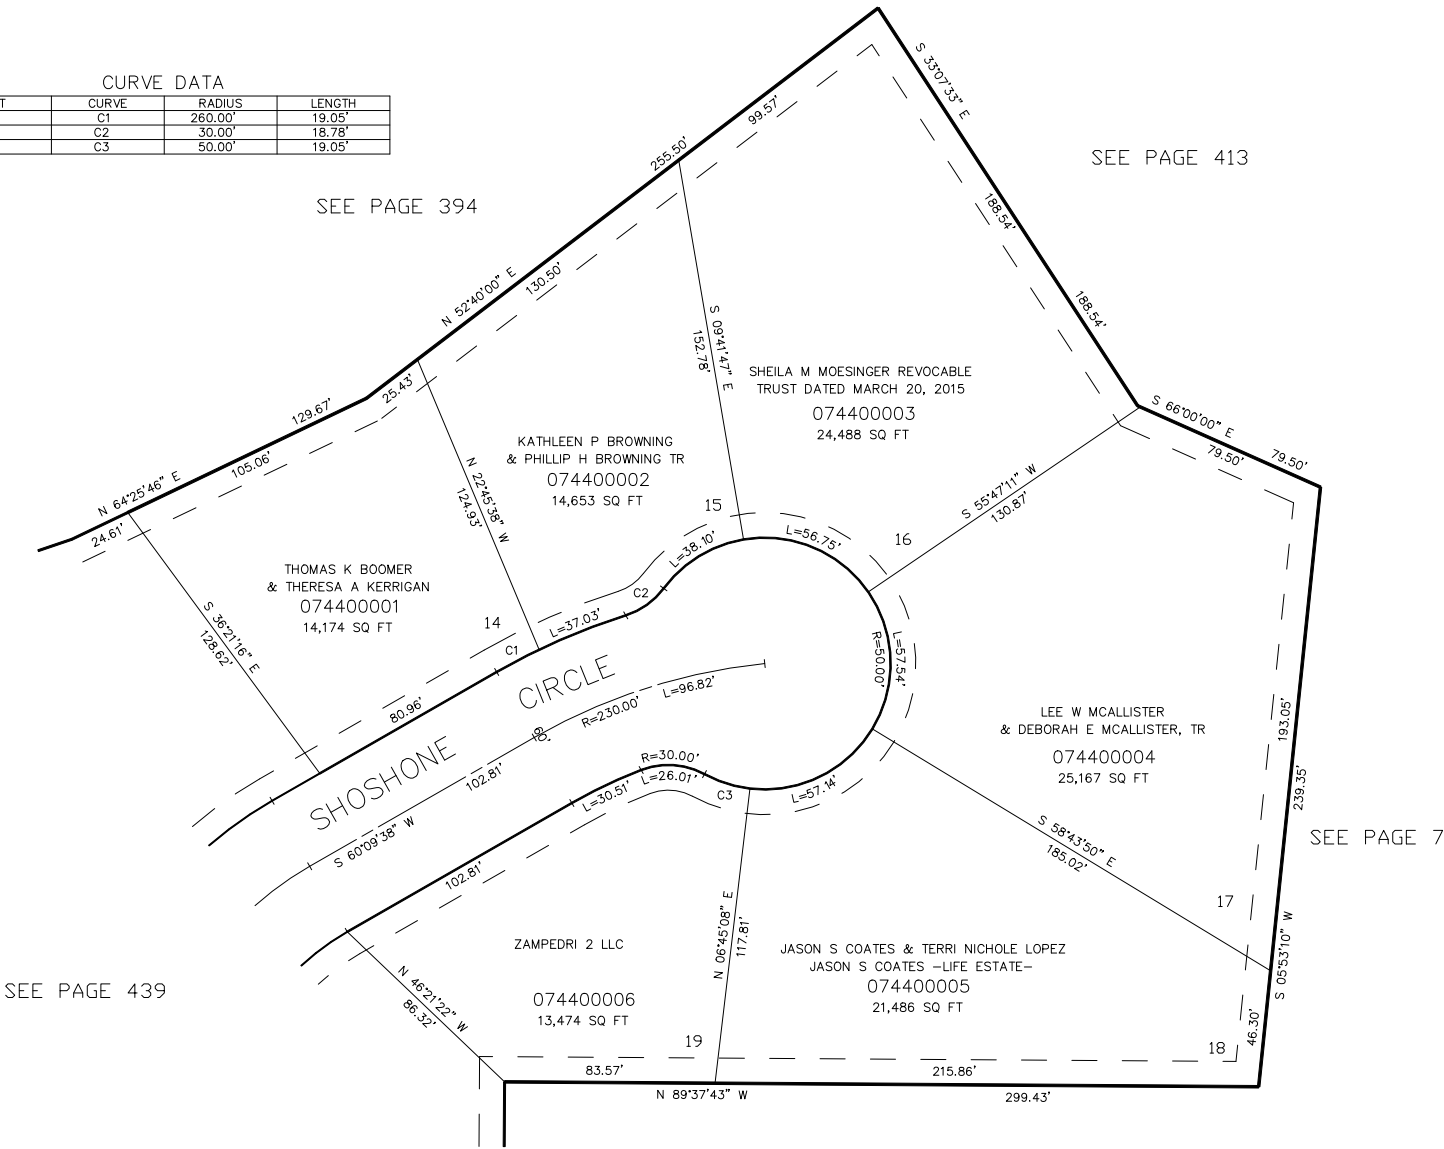 CURVE DATA
T CURVE RADIUS LENGTH
C1 260.00' 19.05'
C2 30.00' 18.78'
C3 50.00' 19.05'
SEE PAGE 394
SEE PAGE 413
S 33°07'33" E
99.57'
255.50'
188.54'
188.54'
N 52°40'00" E
130.50'
25.43'
129.67'
105.06'
N 64°25'46" E
24.61'
S 09°41'47" E
152.78'
SHEILA M MOESINGER REVOCABLE
TRUST DATED MARCH 20, 2015
074400003
24,488 SQ FT
S 66°00'00" E
79.50'
79.50'
KATHLEEN P BROWNING
& PHILLIP H BROWNING TR
074400002
14,653 SQ FT
N 22°45'38" W
124.93'
15
S 55°47'11" W
130.87'
16
L=56.75'
L=38.10'
THOMAS K BOOMER
& THERESA A KERRIGAN
074400001
14,174 SQ FT
14
S 36°21'16" E
128.62'
C2
L=37.03'
C1
80.96'
R=50.00'
L=57.54'
SHOSHONE CIRCLE
L=96.82'
R=230.00'
60'
102.81'
S 60°09'38" W
R=30.00'
L=26.01'
L=30.51'
C3
L=57.14'
102.81'
LEE W MCALLISTER
& DEBORAH E MCALLISTER, TR
074400004
25,167 SQ FT
193.05'
239.35'
SEE PAGE 7
S 58°43'50" E
185.02'
17
S 05°53'10" W
46.30'
N 06°45'08" E
117.81'
ZAMPEDRI 2 LLC
074400006
13,474 SQ FT
19
JASON S COATES & TERRI NICHOLE LOPEZ
JASON S COATES -LIFE ESTATE-
074400005
21,486 SQ FT
18
SEE PAGE 439
N 46°21'22" W
86.32'
83.57'
215.86'
N 89°37'43" W
299.43'